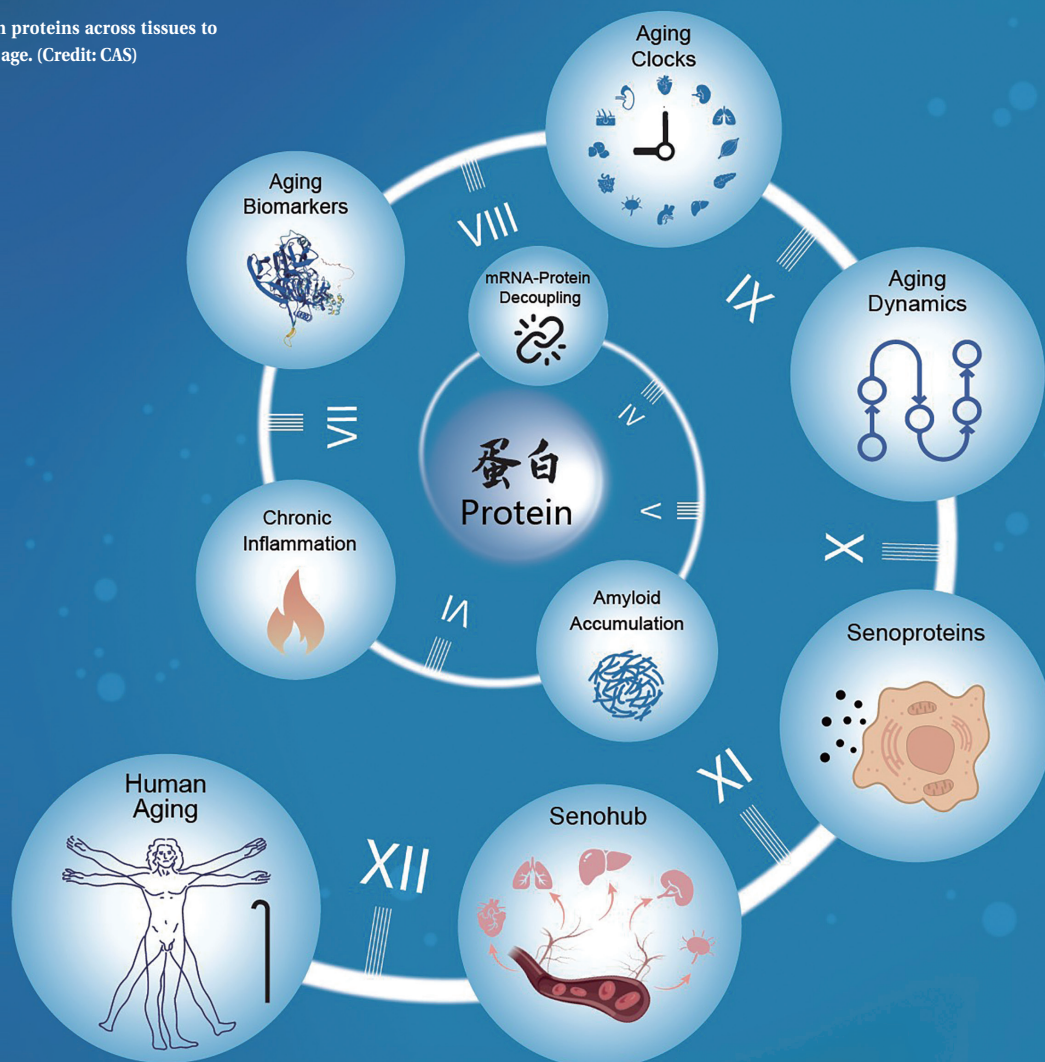 n proteins across tissues to
age. (Credit: CAS)
Aging
Clocks
Aging
Biomarkers
VIII
IX
mRNA-Protein
Decoupling
Aging
Dynamics
IV
VII
蛋白
Protein
V
Chronic
Inflammation
X
VI
Amyloid
Accumulation
Senoproteins
XI
Human
Aging
Senohub
XII